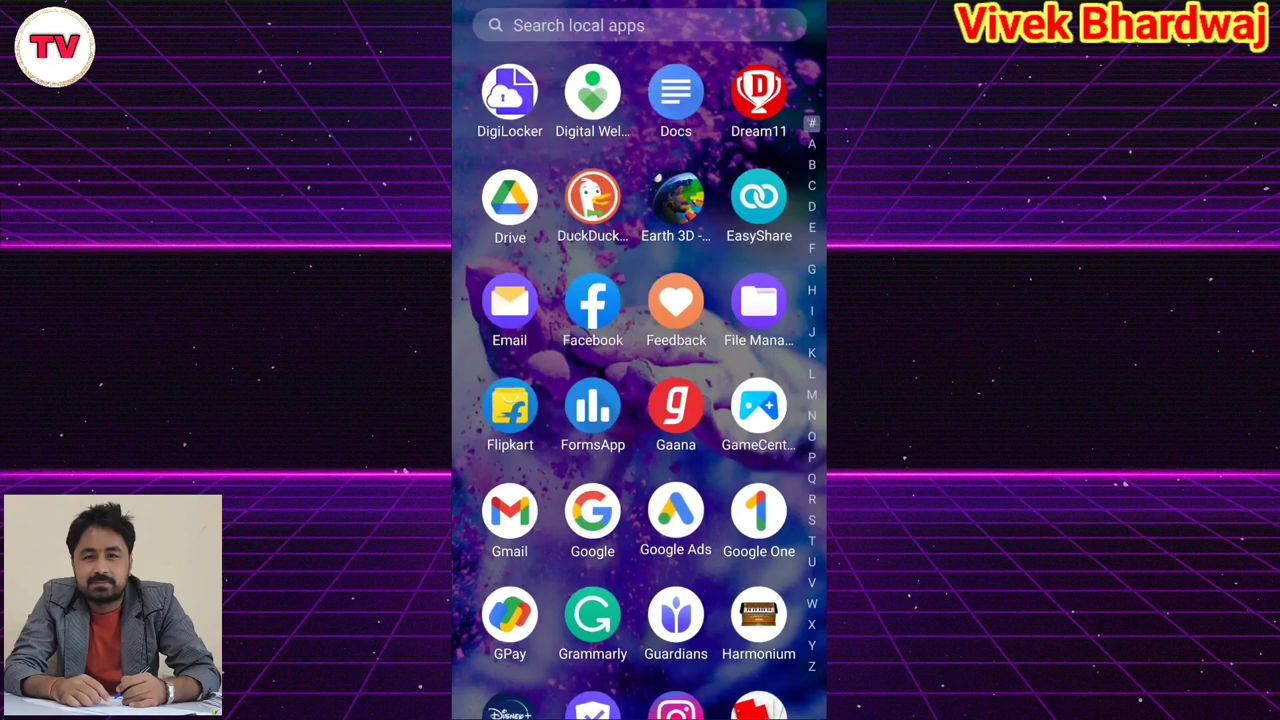 TV
Vivek Bhardwaj
Search local apps
DigiLocker
Digital Wel...
Docs
Dream11
Drive
DuckDuck...
Earth 3D -...
EasyShare
Email
Facebook
Feedback
File Mana...
Flipkart
FormsApp
Gaana
GameCent...
Gmail
Google
Google Ads
Google One
GPay
Grammarly
Guardians
Harmonium
Disney+
#
A
B
C
D
E
F
G
H
I
J
K
L
M
N
O
P
Q
R
S
T
U
V
W
X
Y
Z